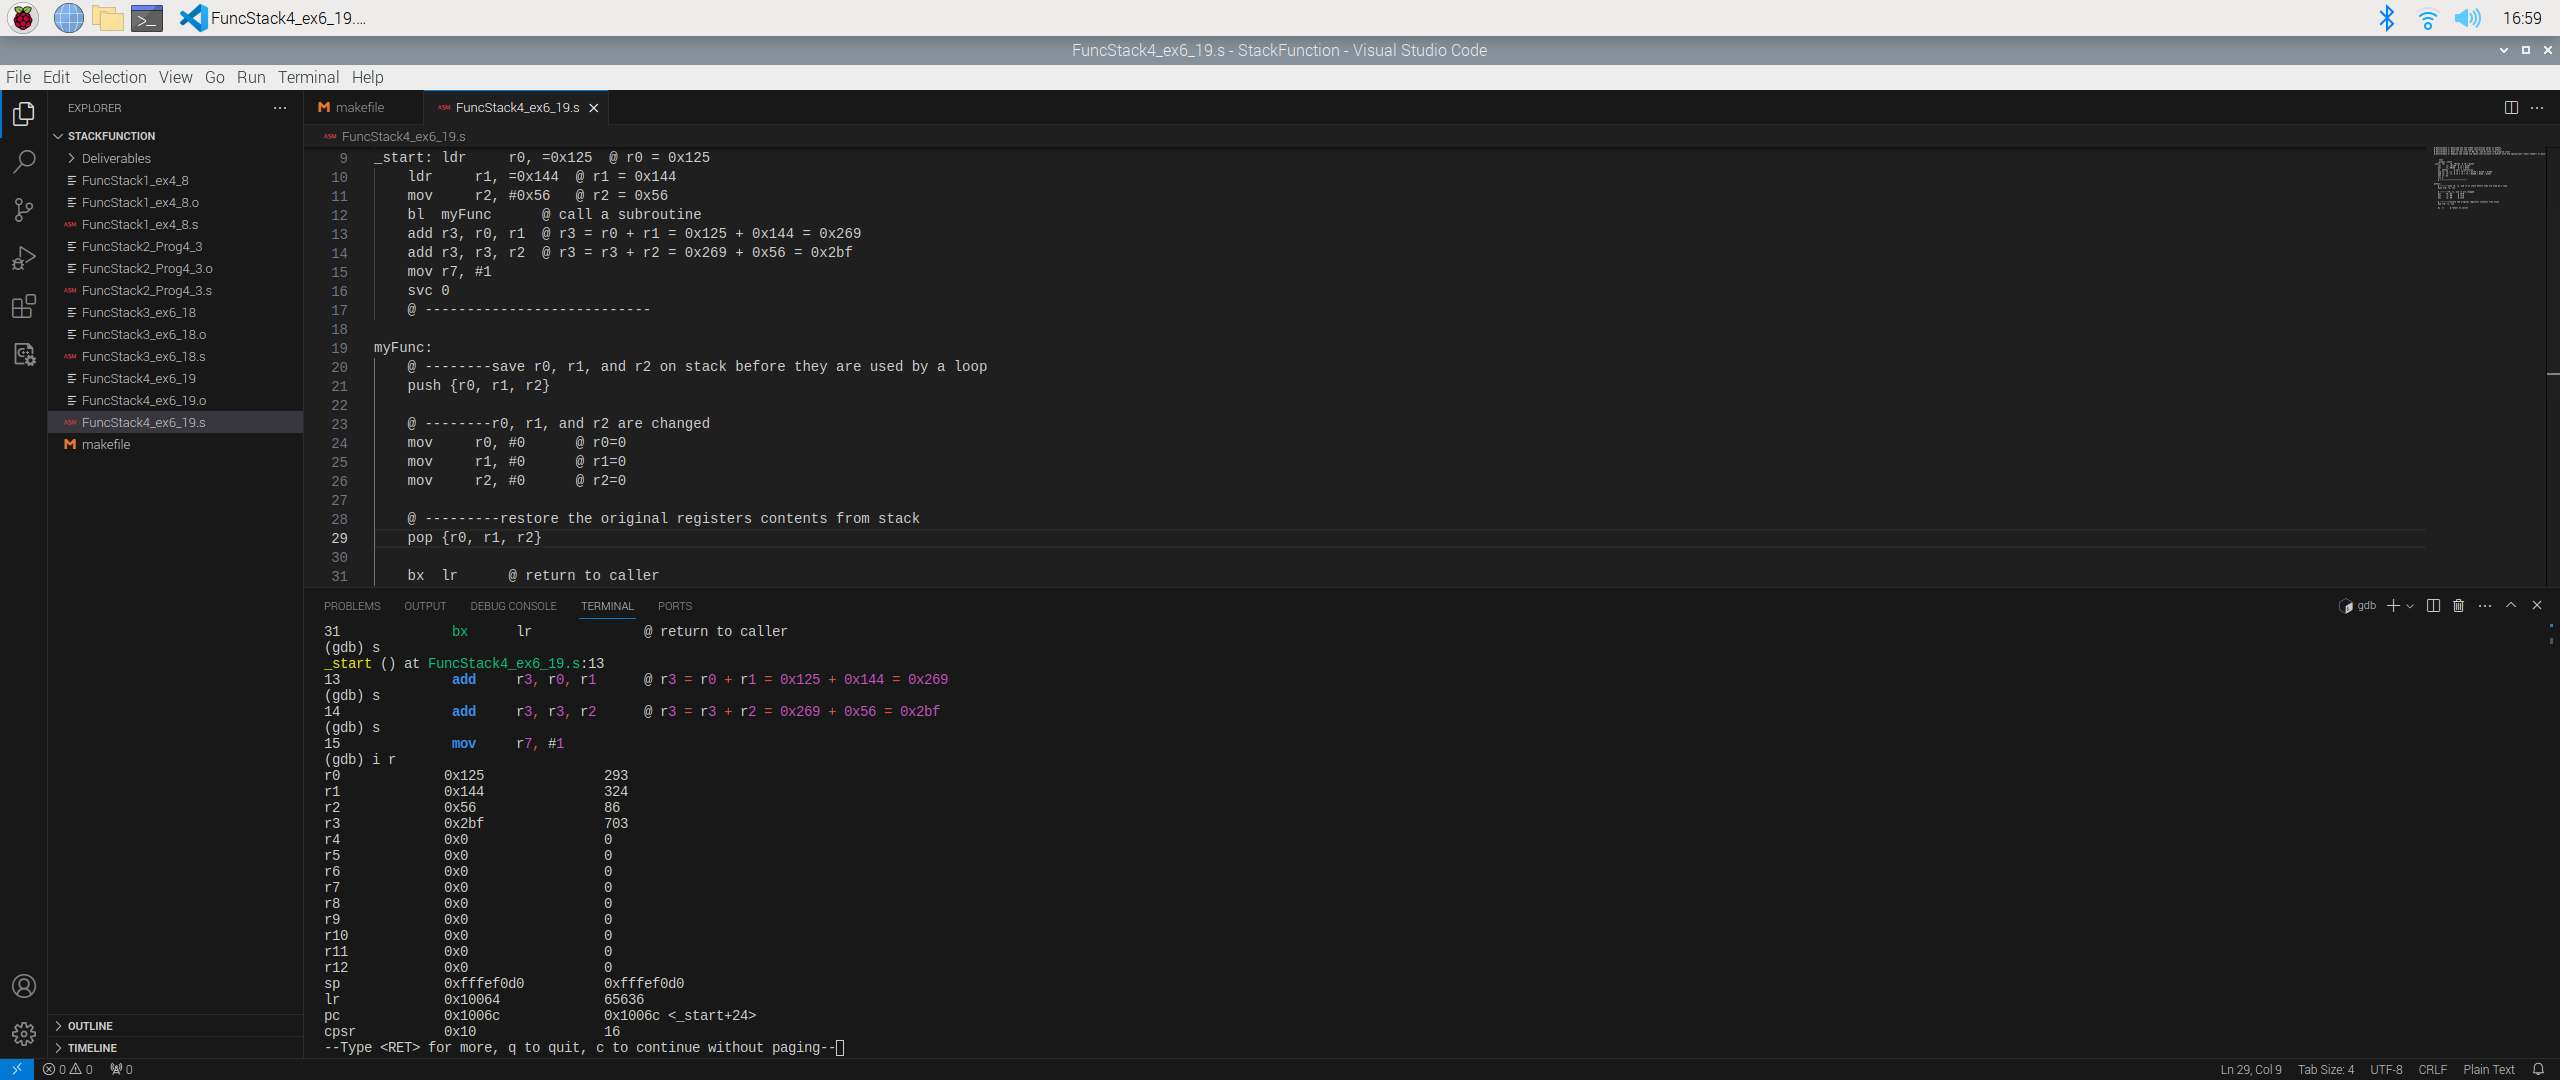 FuncStack4_ex6_19....
16:59
FuncStack4_ex6_19.s - StackFunction - Visual Studio Code
File Edit Selection View Go Run Terminal Help
EXPLORER
STACKFUNCTION
Deliverables
FuncStack1_ex4_8
FuncStack1_ex4_8.o
ASM FuncStack1_ex4_8.s
FuncStack2_Prog4_3
FuncStack2_Prog4_3.o
ASM FuncStack2_Prog4_3.s
FuncStack3_ex6_18
FuncStack3_ex6_18.o
ASM FuncStack3_ex6_18.s
FuncStack4_ex6_19
FuncStack4_ex6_19.o
ASM FuncStack4_ex6_19.s
M makefile
OUTLINE
TIMELINE
M makefile
ASM FuncStack4_ex6_19.s
ASM FuncStack4_ex6_19.s
9 _start: ldr r0, =0x125 @ r0 = 0x125
10 ldr r1, =0x144 @ r1 = 0x144
11 mov r2, #0x56 @ r2 = 0x56
12 bl myFunc @ call a subroutine
13 add r3, r0, r1 @ r3 = r0 + r1 = 0x125 + 0x144 = 0x269
14 add r3, r3, r2 @ r3 = r3 + r2 = 0x269 + 0x56 = 0x2bf
15 mov r7, #1
16 svc 0
17 @ ---------------------------
18
19 myFunc:
20 @ --------save r0, r1, and r2 on stack before they are used by a loop
21 push {r0, r1, r2}
22
23 @ --------r0, r1, and r2 are changed
24 mov r0, #0 @ r0=0
25 mov r1, #0 @ r1=0
26 mov r2, #0 @ r2=0
27
28 @ ---------restore the original registers contents from stack
29 pop {r0, r1, r2}
30
31 bx lr @ return to caller
PROBLEMS OUTPUT DEBUG CONSOLE TERMINAL PORTS
gdb
31 bx lr @ return to caller
(gdb) s
_start () at FuncStack4_ex6_19.s:13
13 add r3, r0, r1 @ r3 = r0 + r1 = 0x125 + 0x144 = 0x269
(gdb) s
14 add r3, r3, r2 @ r3 = r3 + r2 = 0x269 + 0x56 = 0x2bf
(gdb) s
15 mov r7, #1
(gdb) i r
r0 0x125 293
r1 0x144 324
r2 0x56 86
r3 0x2bf 703
r4 0x0 0
r5 0x0 0
r6 0x0 0
r7 0x0 0
r8 0x0 0
r9 0x0 0
r10 0x0 0
r11 0x0 0
r12 0x0 0
sp 0xfffef0d0 0xfffef0d0
lr 0x10064 65636
pc 0x1006c 0x1006c <_start+24>
cpsr 0x10 16
--Type <RET> for more, q to quit, c to continue without paging--
0 0 0
Ln 29, Col 9 Tab Size: 4 UTF-8 CRLF Plain Text